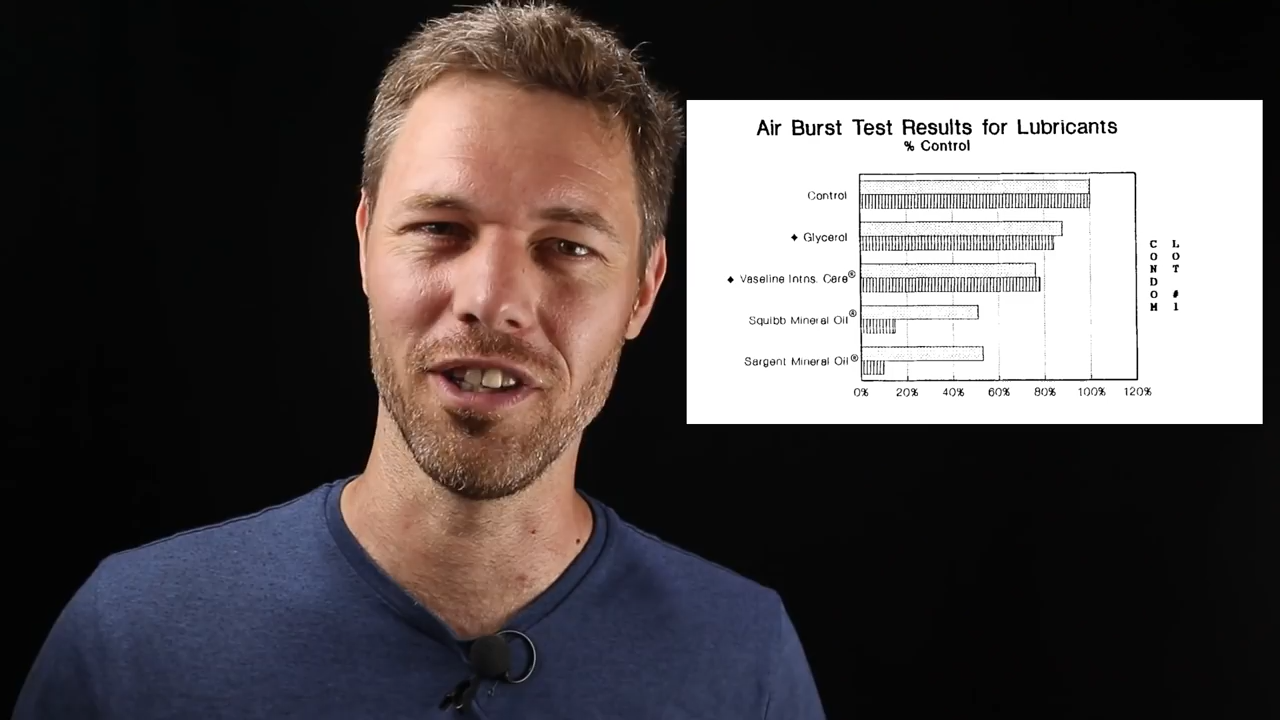 Air Burst Test Results for Lubricants
% Control
Control
♦ Glycerol
♦ Vaseline Intns. Care®
Squibb Mineral Oil®
Sargent Mineral Oil®
0% 20% 40% 60% 80% 100% 120%
CONDOM
LOT #1